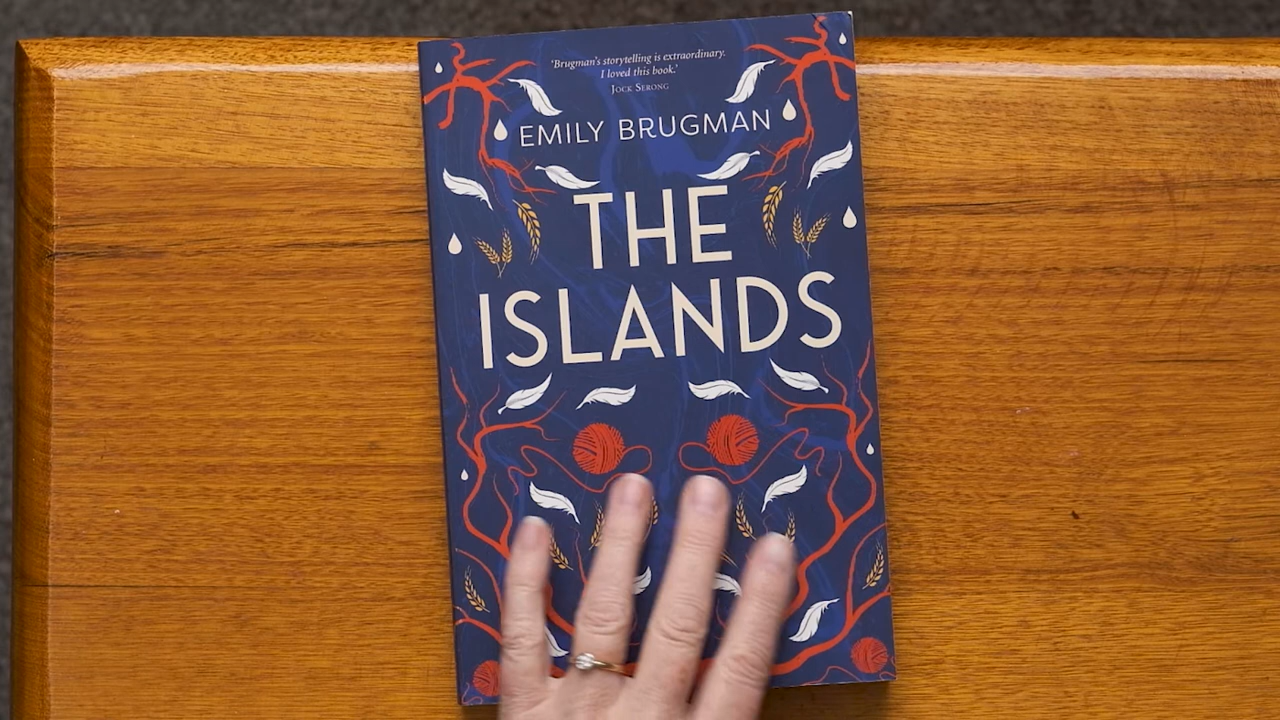 ‘Brugman’s storytelling is extraordinary.
I loved this book.’
Jock Serong
EMILY BRUGMAN
THE
ISLANDS